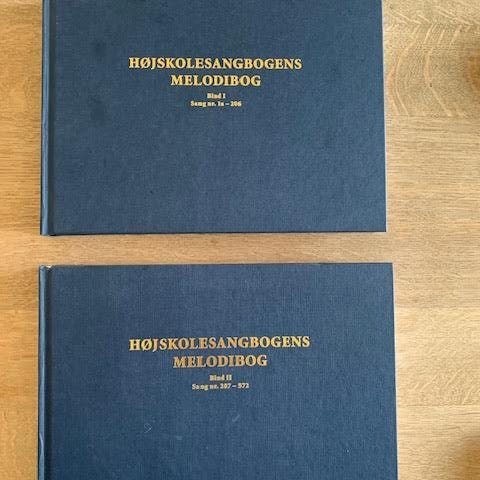 HØJSKOLESANGBOGENS
MELODIBOG
Bind I
Sang nr. 1a – 206
HØJSKOLESANGBOGENS
MELODIBOG
Bind II
Sang nr. 207 – 572